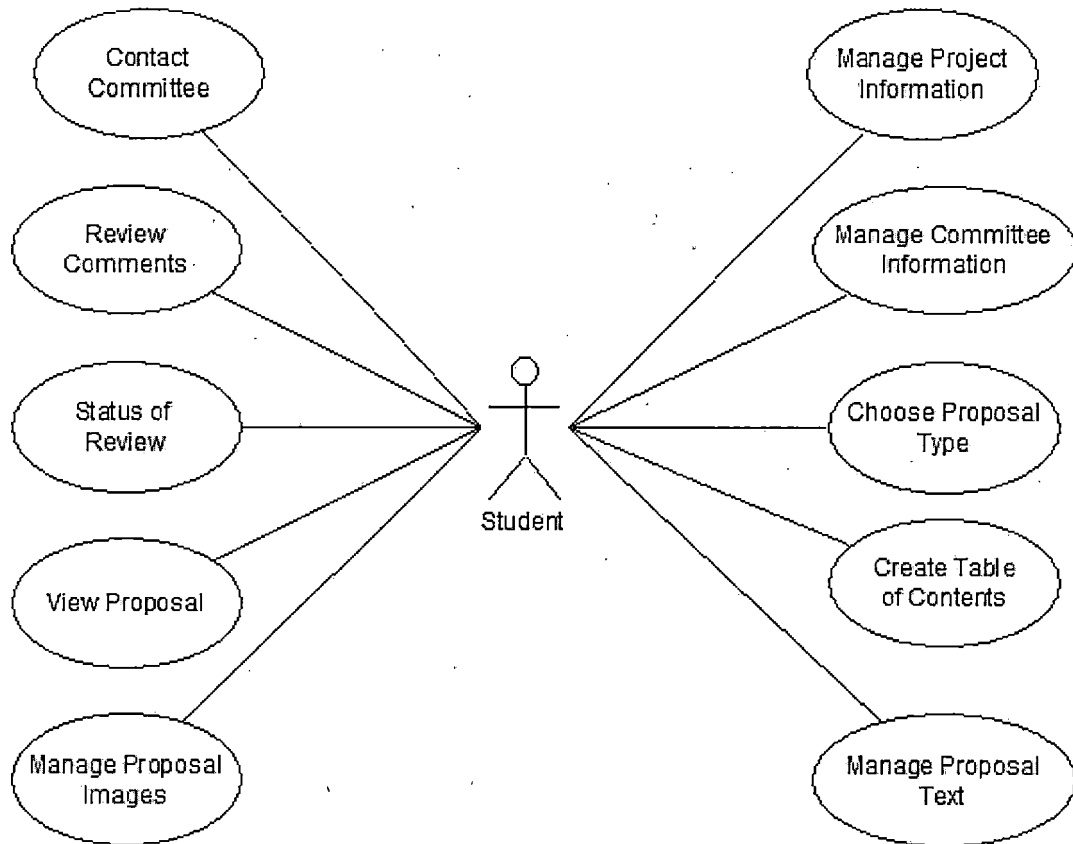 Contact
Committee
Manage Project
Information
Review
Comments
Manage Committee
Information
Status of
Review
Choose Proposal
Type
Student
View Proposal
Create Table
of Contents
Manage Proposal
Images
Manage Proposal
Text